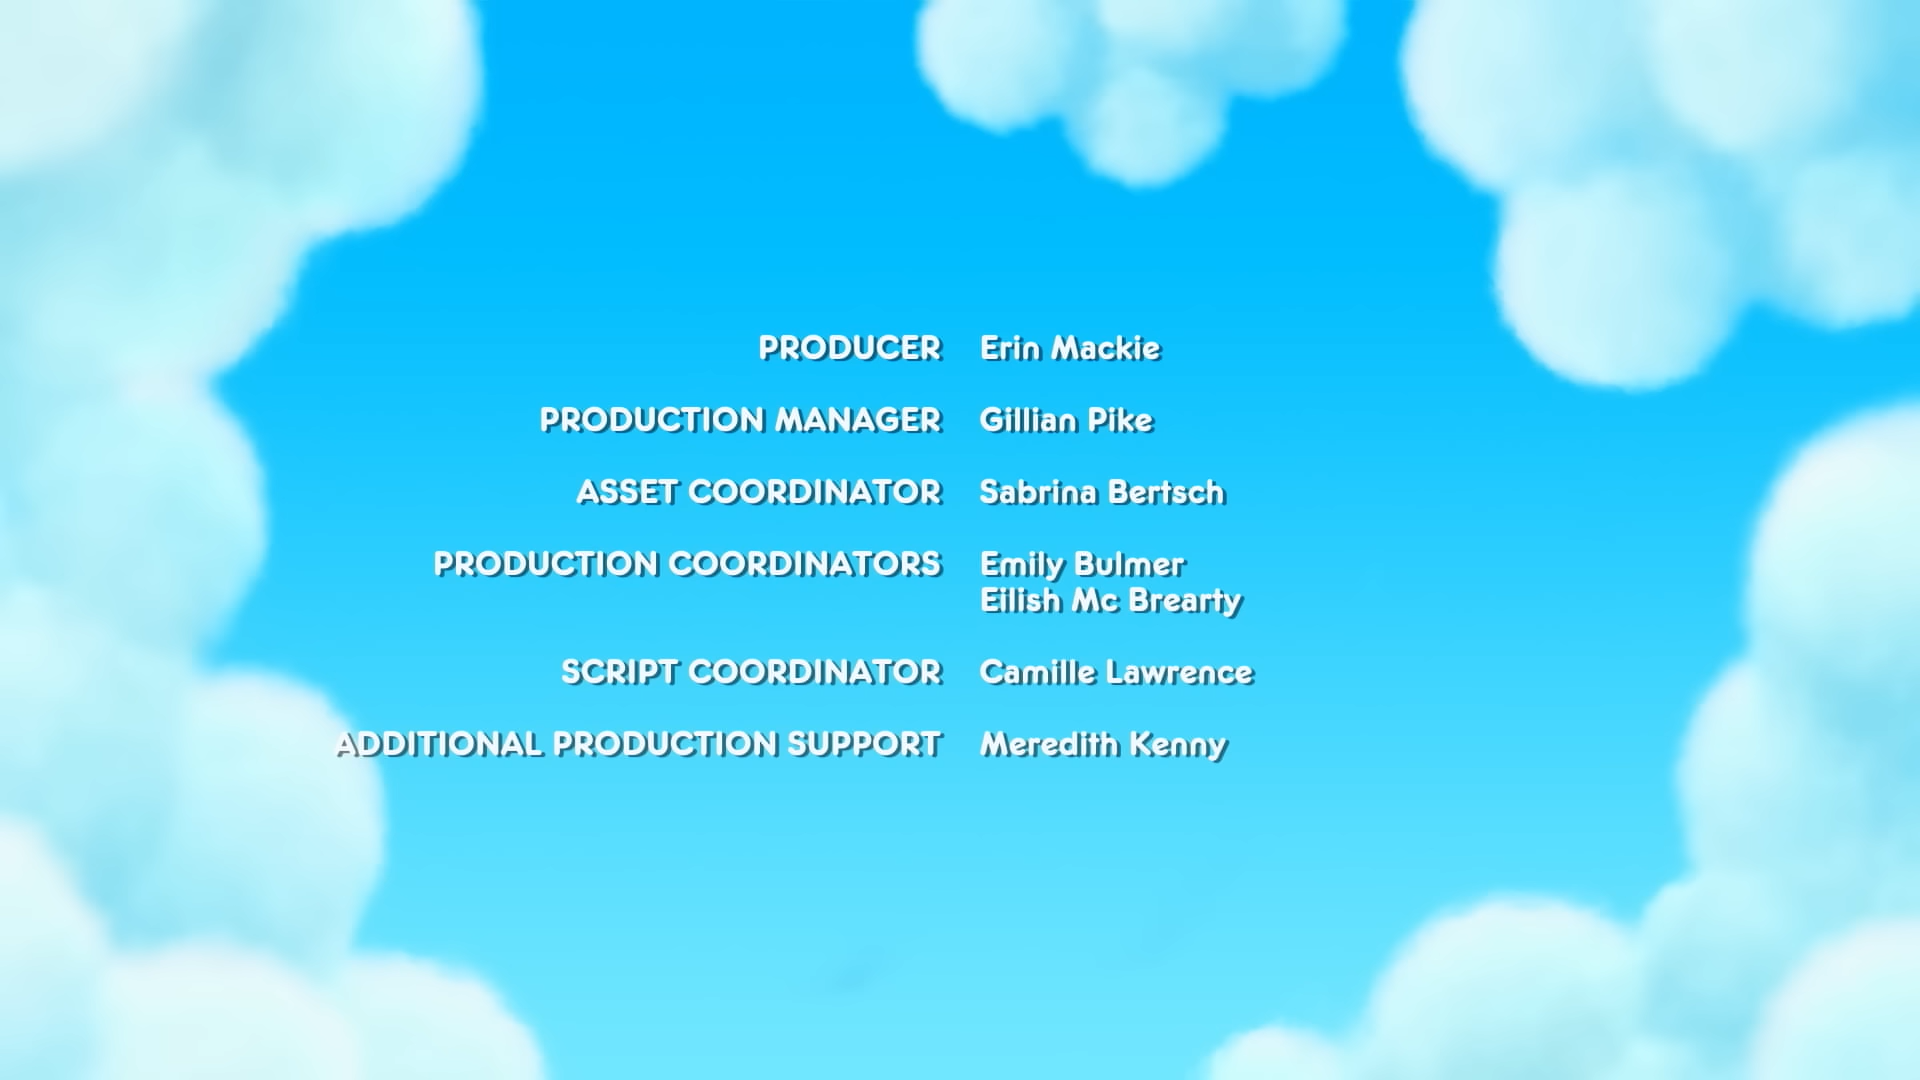 PRODUCER Erin Mackie
PRODUCTION MANAGER Gillian Pike
ASSET COORDINATOR Sabrina Bertsch
PRODUCTION COORDINATORS Emily Bulmer
Eilish Mc Brearty
SCRIPT COORDINATOR Camille Lawrence
ADDITIONAL PRODUCTION SUPPORT Meredith Kenny